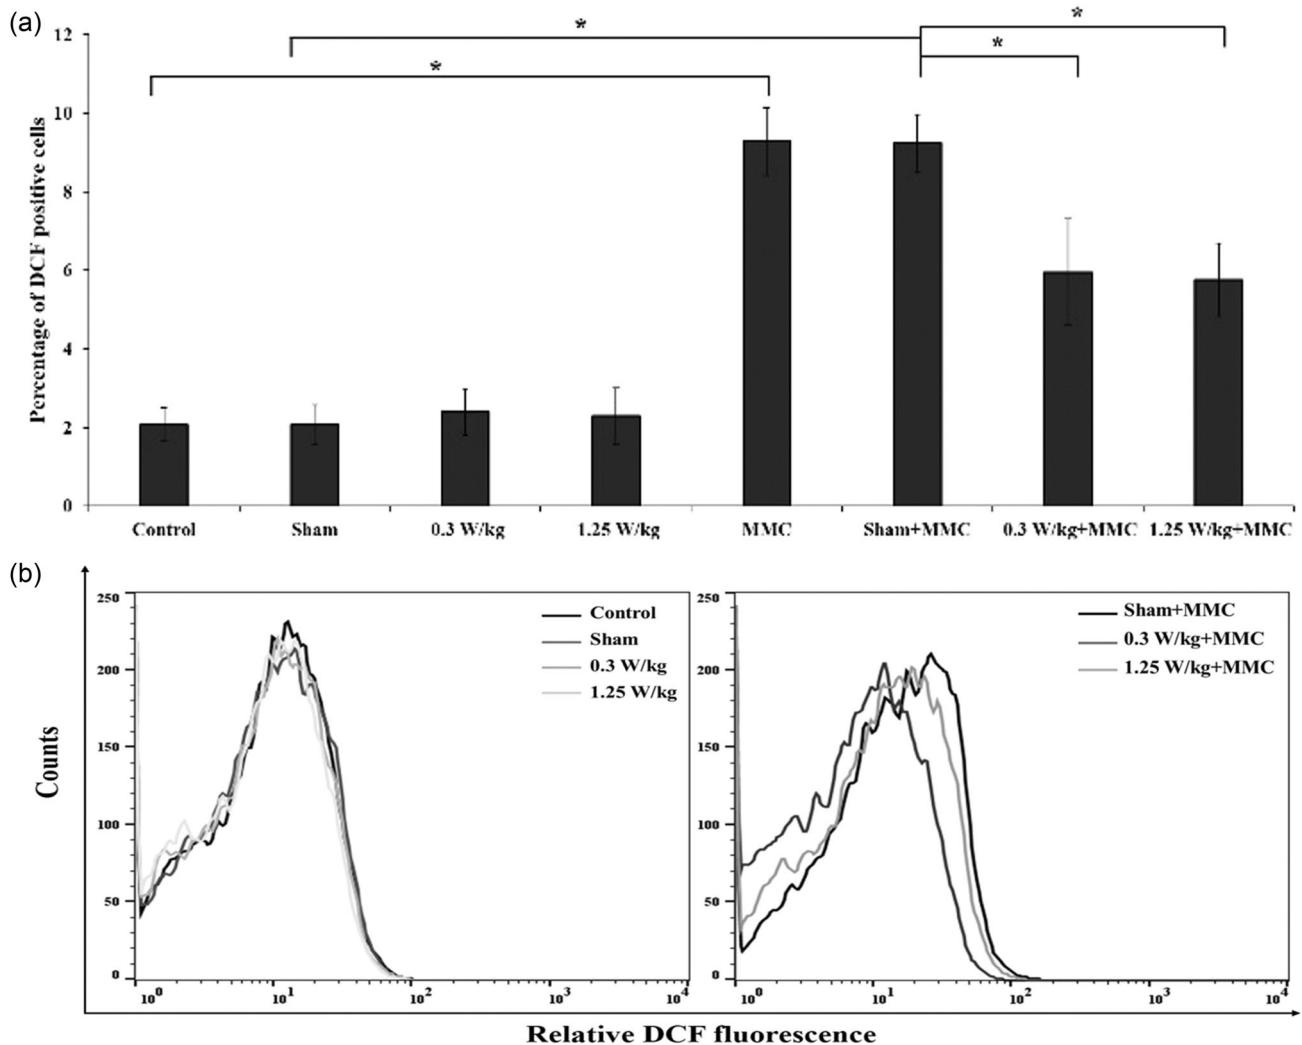 (a)
*
*
*
*
12
10
8
6
4
2
0
Percentage of DCF positive cells
Control Sham 0.3 W/kg 1.25 W/kg MMC Sham+MMC 0.3 W/kg+MMC 1.25 W/kg+MMC
(b)
Counts
250
200
150
100
50
0
10^0 10^1 10^2 10^3 10^4
Control
Sham
0.3 W/kg
1.25 W/kg
250
200
150
100
50
0
10^0 10^1 10^2 10^3 10^4
Sham+MMC
0.3 W/kg+MMC
1.25 W/kg+MMC
Relative DCF fluorescence